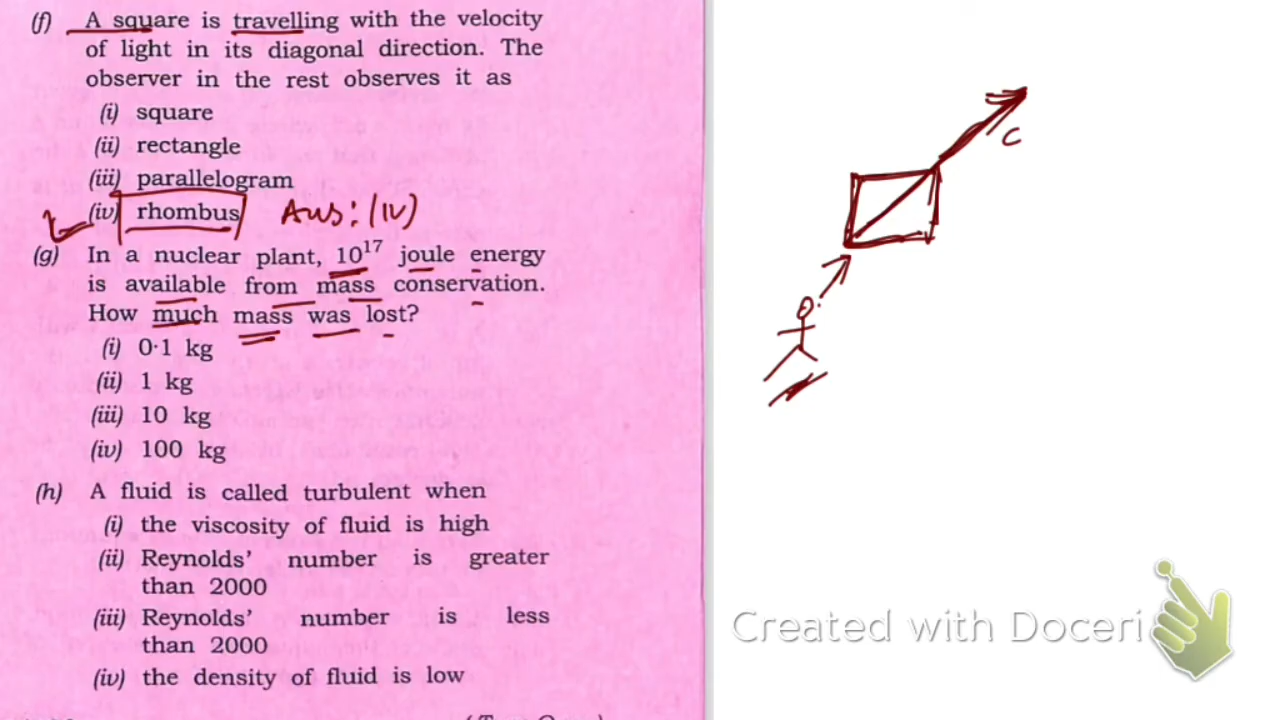 (f) A square is travelling with the velocity
of light in its diagonal direction. The
observer in the rest observes it as
(i) square
(ii) rectangle
(iii) parallelogram
(iv) rhombus Ans: (iv)
(g) In a nuclear plant, 10¹⁷ joule energy
is available from mass conservation.
How much mass was lost?
(i) 0·1 kg
(ii) 1 kg
(iii) 10 kg
(iv) 100 kg
(h) A fluid is called turbulent when
(i) the viscosity of fluid is high
(ii) Reynolds' number is greater
than 2000
(iii) Reynolds' number is less
than 2000
(iv) the density of fluid is low
C
Created with Doceri